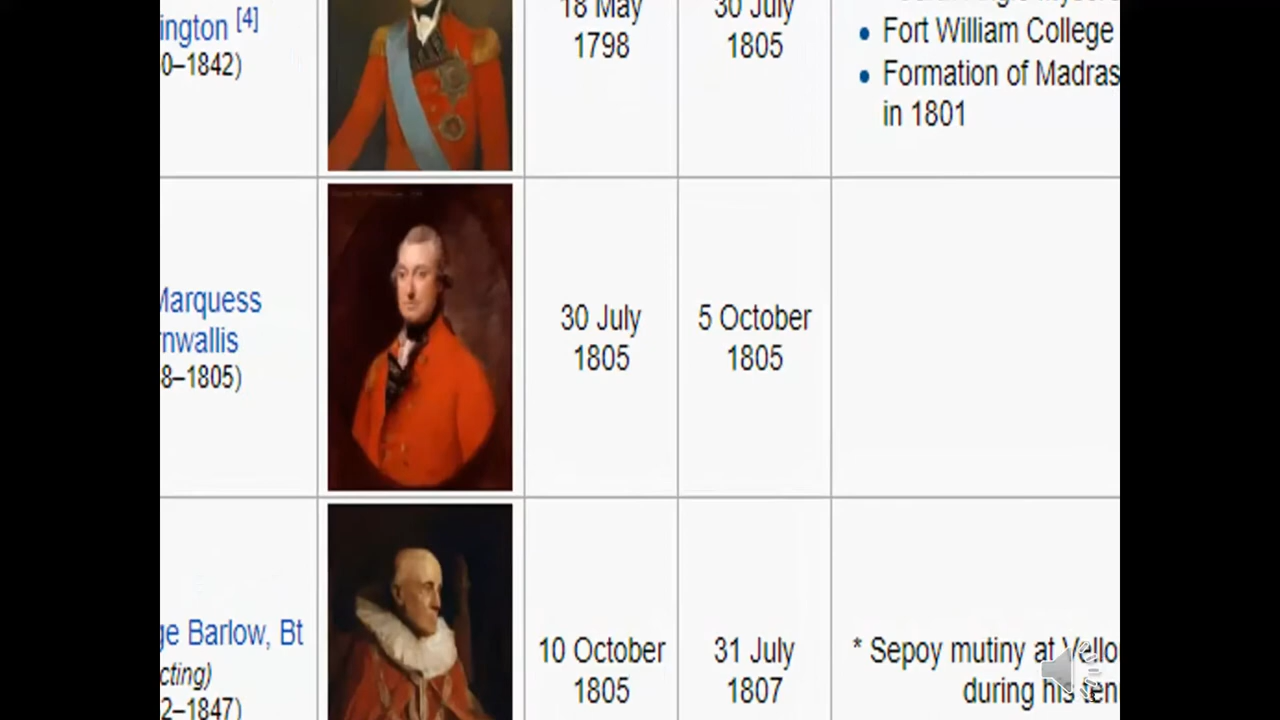 ington [4]
0–1842)
18 May
1798
30 July
1805
Fort William College
Formation of Madras
in 1801
Marquess
nwallis
8–1805)
30 July
1805
5 October
1805
ge Barlow, Bt
cting)
2–1847)
10 October
1805
31 July
1807
* Sepoy mutiny at Vello
during his ten